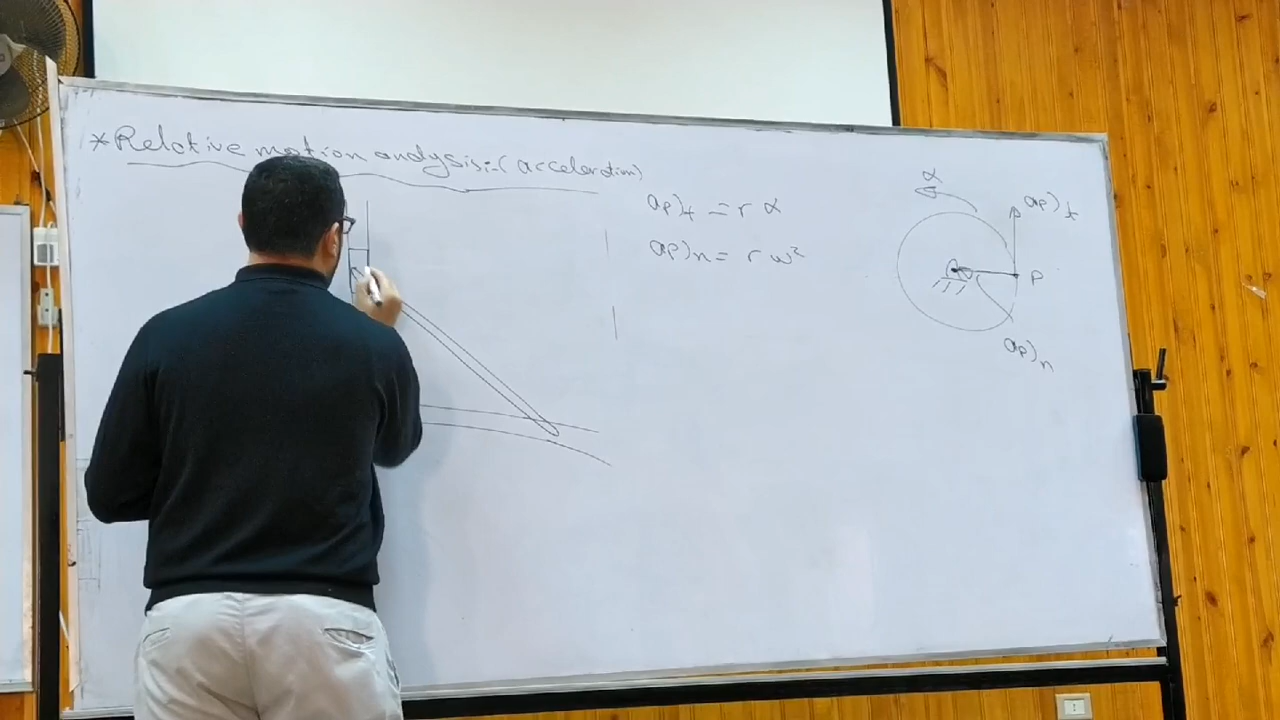 *Relative motion analysis:-(acceleration)
aP)t = r α
aP)n = r ω²
α
aP)t
P
aP)n